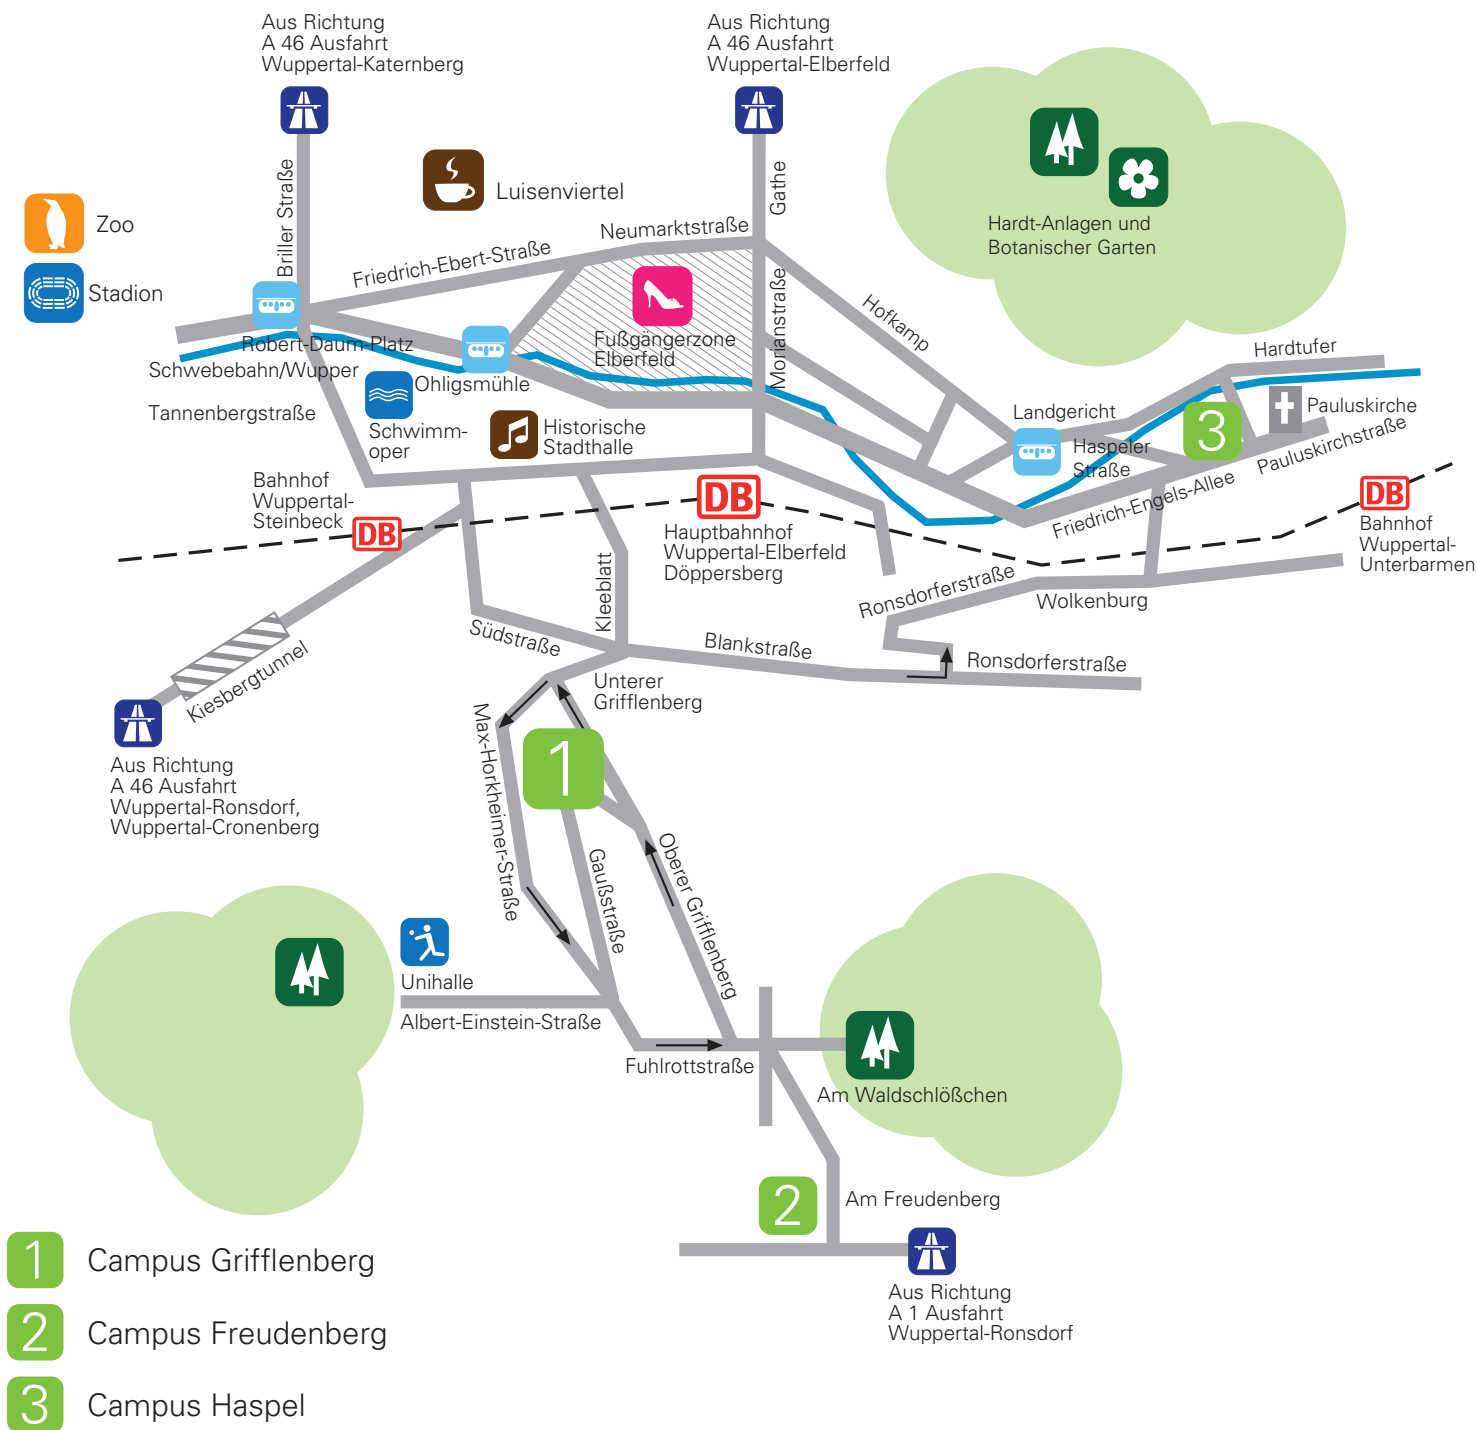 Aus Richtung
A 46 Ausfahrt
Wuppertal-Katernberg
Aus Richtung
A 46 Ausfahrt
Wuppertal-Elberfeld
Briller Straße
Luisenviertel
Gathe
Zoo
Stadion
Neumarktstraße
Friedrich-Ebert-Straße
Hardt-Anlagen und
Botanischer Garten
Morianstraße
Hofkamp
Fußgängerzone
Elberfeld
Robert-Daum-Platz
Schwebebahn/Wupper
Ohligsmühle
Hardtufer
Tannenbergstraße
Schwimm-
oper
Historische
Stadthalle
Landgericht
Haspeler
Straße
3
Pauluskirche
Pauluskirchstraße
Friedrich-Engels-Allee
Bahnhof
Wuppertal-
Steinbeck
DB
DB
Hauptbahnhof
Wuppertal-Elberfeld
Döppersberg
DB
Bahnhof
Wuppertal-
Unterbarmen
Kleeblatt
Ronsdorferstraße
Wolkenburg
Südstraße
Blankstraße
Ronsdorferstraße
Kiesbergtunnel
Unterer
Grifflenberg
Aus Richtung
A 46 Ausfahrt
Wuppertal-Ronsdorf,
Wuppertal-Cronenberg
1
Max-Horkheimer-Straße
Gaußstraße
Oberer Grifflenberg
Unihalle
Albert-Einstein-Straße
Fuhlrottstraße
Am Waldschlößchen
2
Am Freudenberg
Aus Richtung
A 1 Ausfahrt
Wuppertal-Ronsdorf
1 Campus Grifflenberg
2 Campus Freudenberg
3 Campus Haspel